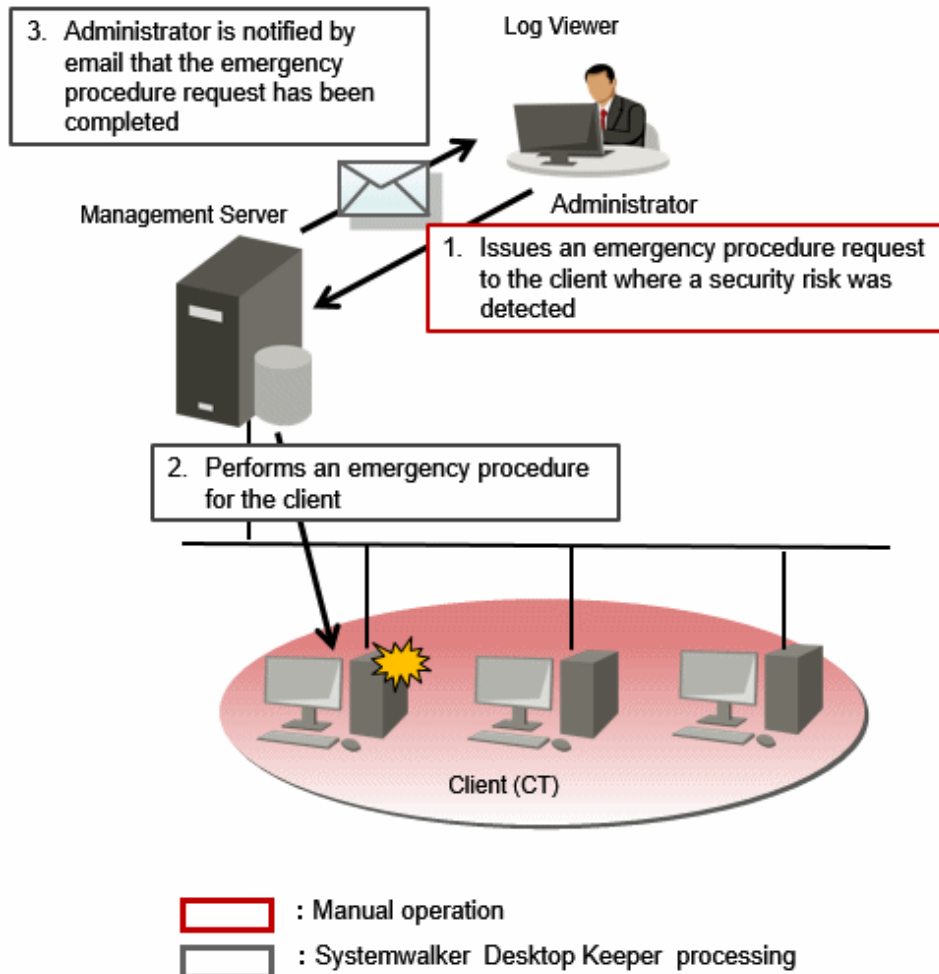 3. Administrator is notified by
email that the emergency
procedure request has been
completed
Log Viewer
Management Server
Administrator
1. Issues an emergency procedure request
to the client where a security risk was
detected
2. Performs an emergency procedure
for the client
Client (CT)
: Manual operation
: Systemwalker Desktop Keeper processing